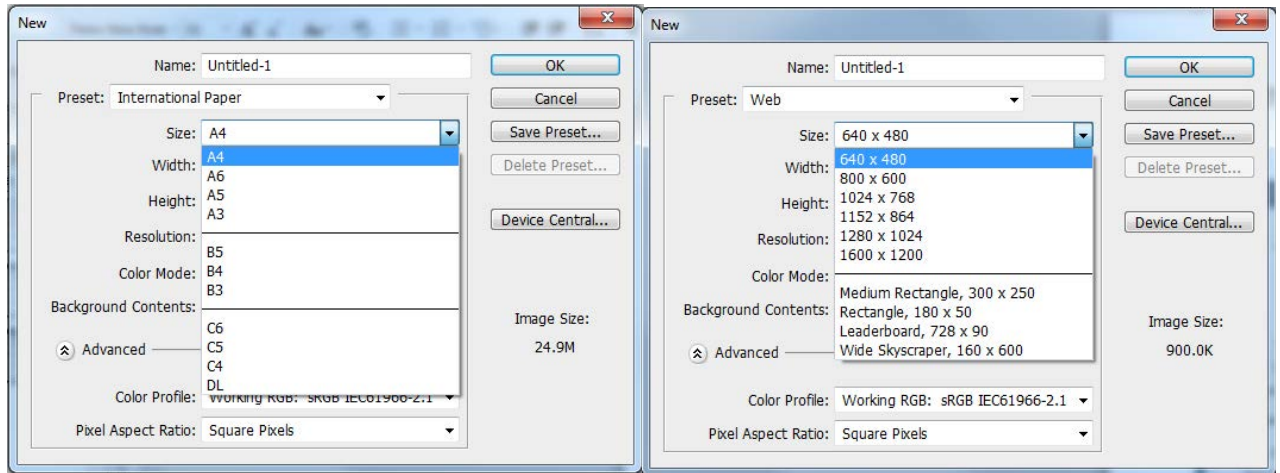 New
Name: Untitled-1
OK
Preset: International Paper
Cancel
Size: A4
Save Preset...
A4
Width:
Delete Preset...
A6
Height:
A5
A3
Device Central...
Resolution:
B5
Color Mode:
B4
B3
Background Contents:
C6
Image Size:
Advanced
C5
24.9M
C4
DL
Color Profile: Working RGB: sRGB IEC61966-2.1
Pixel Aspect Ratio: Square Pixels
New
Name: Untitled-1
OK
Preset: Web
Cancel
Size: 640 x 480
Save Preset...
640 x 480
Width:
Delete Preset...
800 x 600
Height:
1024 x 768
1152 x 864
Device Central...
Resolution:
1280 x 1024
1600 x 1200
Color Mode:
Medium Rectangle, 300 x 250
Background Contents:
Rectangle, 180 x 50
Image Size:
Leaderboard, 728 x 90
Advanced
Wide Skyscraper, 160 x 600
900.0K
Color Profile: Working RGB: sRGB IEC61966-2.1
Pixel Aspect Ratio: Square Pixels